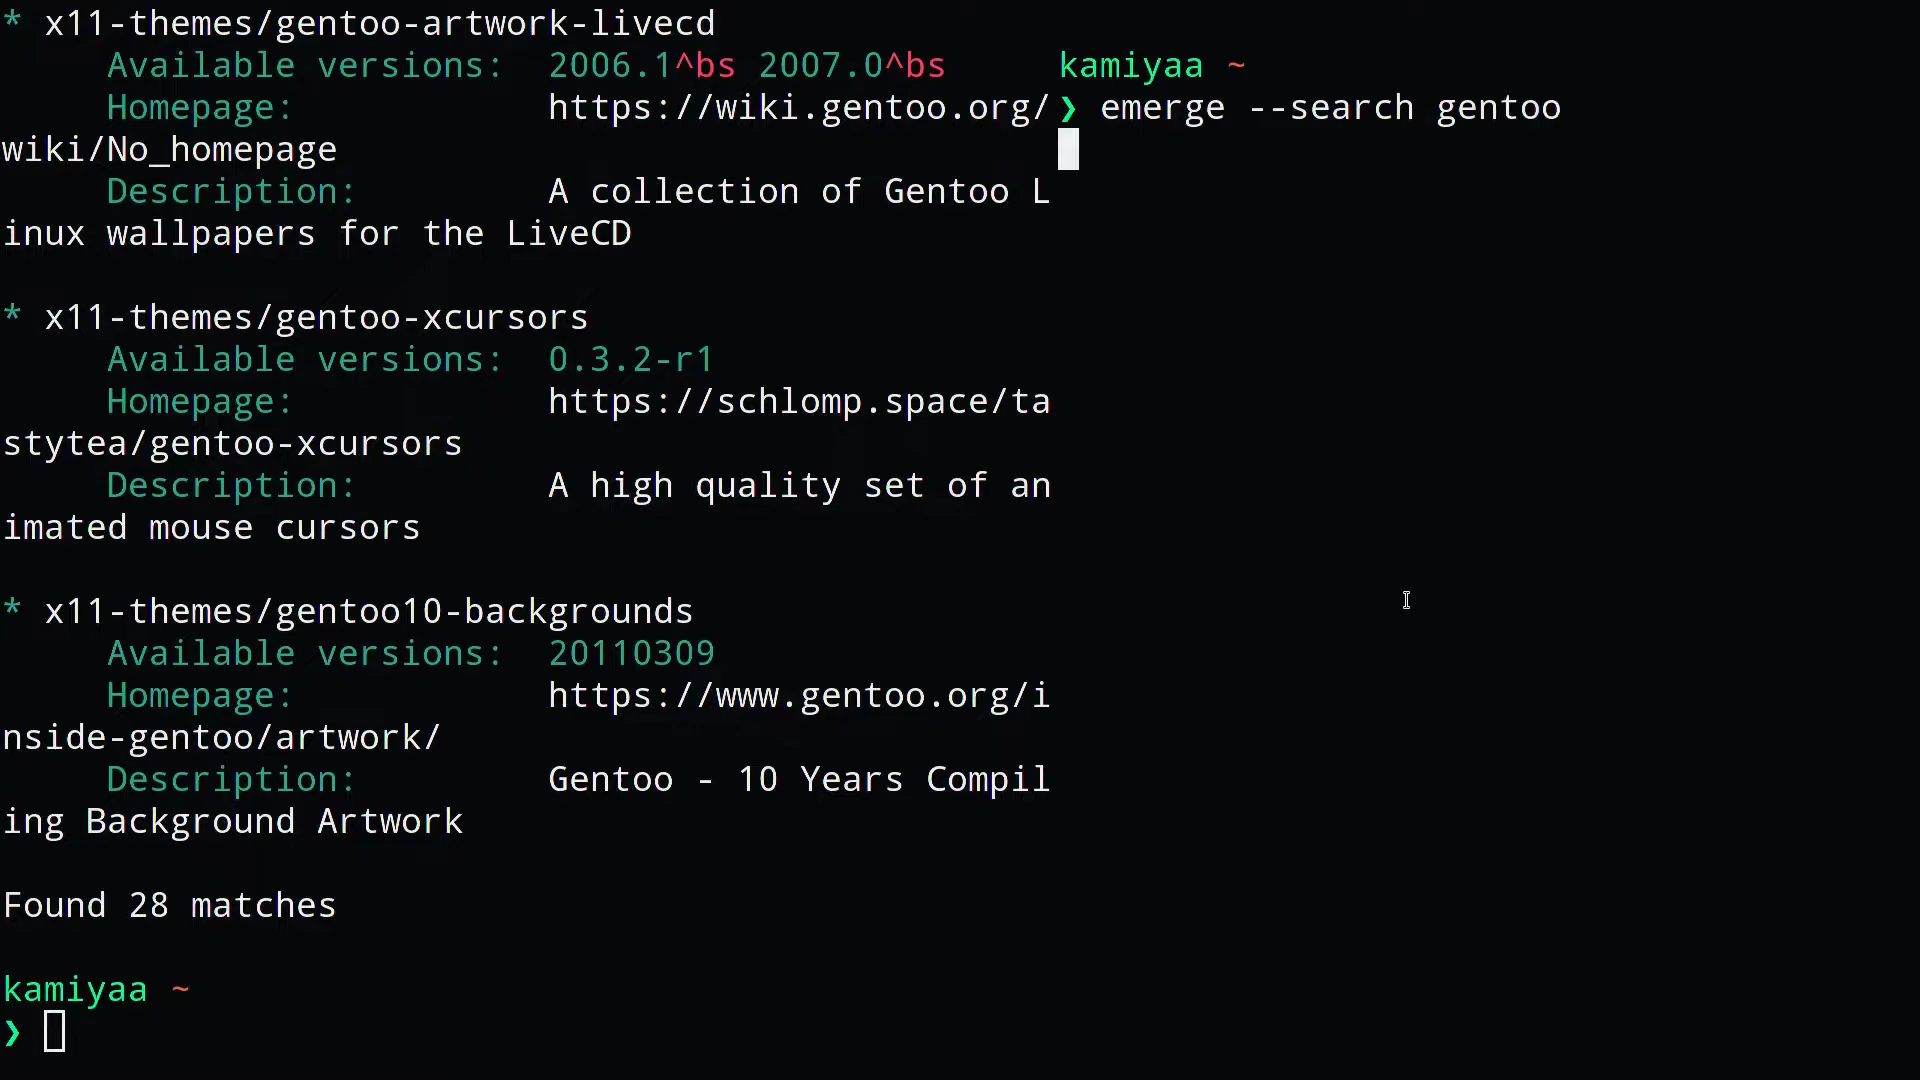 * x11-themes/gentoo-artwork-livecd
Available versions: 2006.1^bs 2007.0^bs
Homepage: https://wiki.gentoo.org/
wiki/No_homepage
Description: A collection of Gentoo L
inux wallpapers for the LiveCD
* x11-themes/gentoo-xcursors
Available versions: 0.3.2-r1
Homepage: https://schlomp.space/ta
stytea/gentoo-xcursors
Description: A high quality set of an
imated mouse cursors
* x11-themes/gentoo10-backgrounds
Available versions: 20110309
Homepage: https://www.gentoo.org/i
nside-gentoo/artwork/
Description: Gentoo - 10 Years Compil
ing Background Artwork
Found 28 matches
kamiyaa ~
❯
kamiyaa ~
❯ emerge --search gentoo